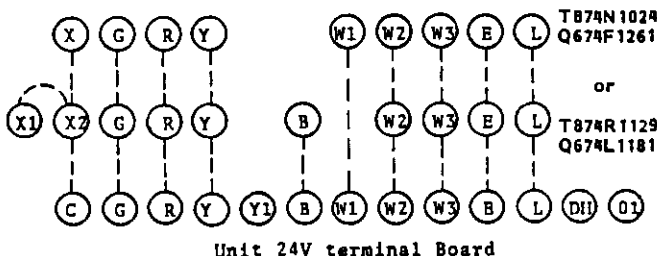 X G R Y W1 W2 W3 E L T874N1024
Q674F1261
or
X1 X2 G R Y B W2 W3 E L T874R1129
Q674L1181
C G R Y Y1 B W1 W2 W3 B L DH 01
Unit 24V terminal Board